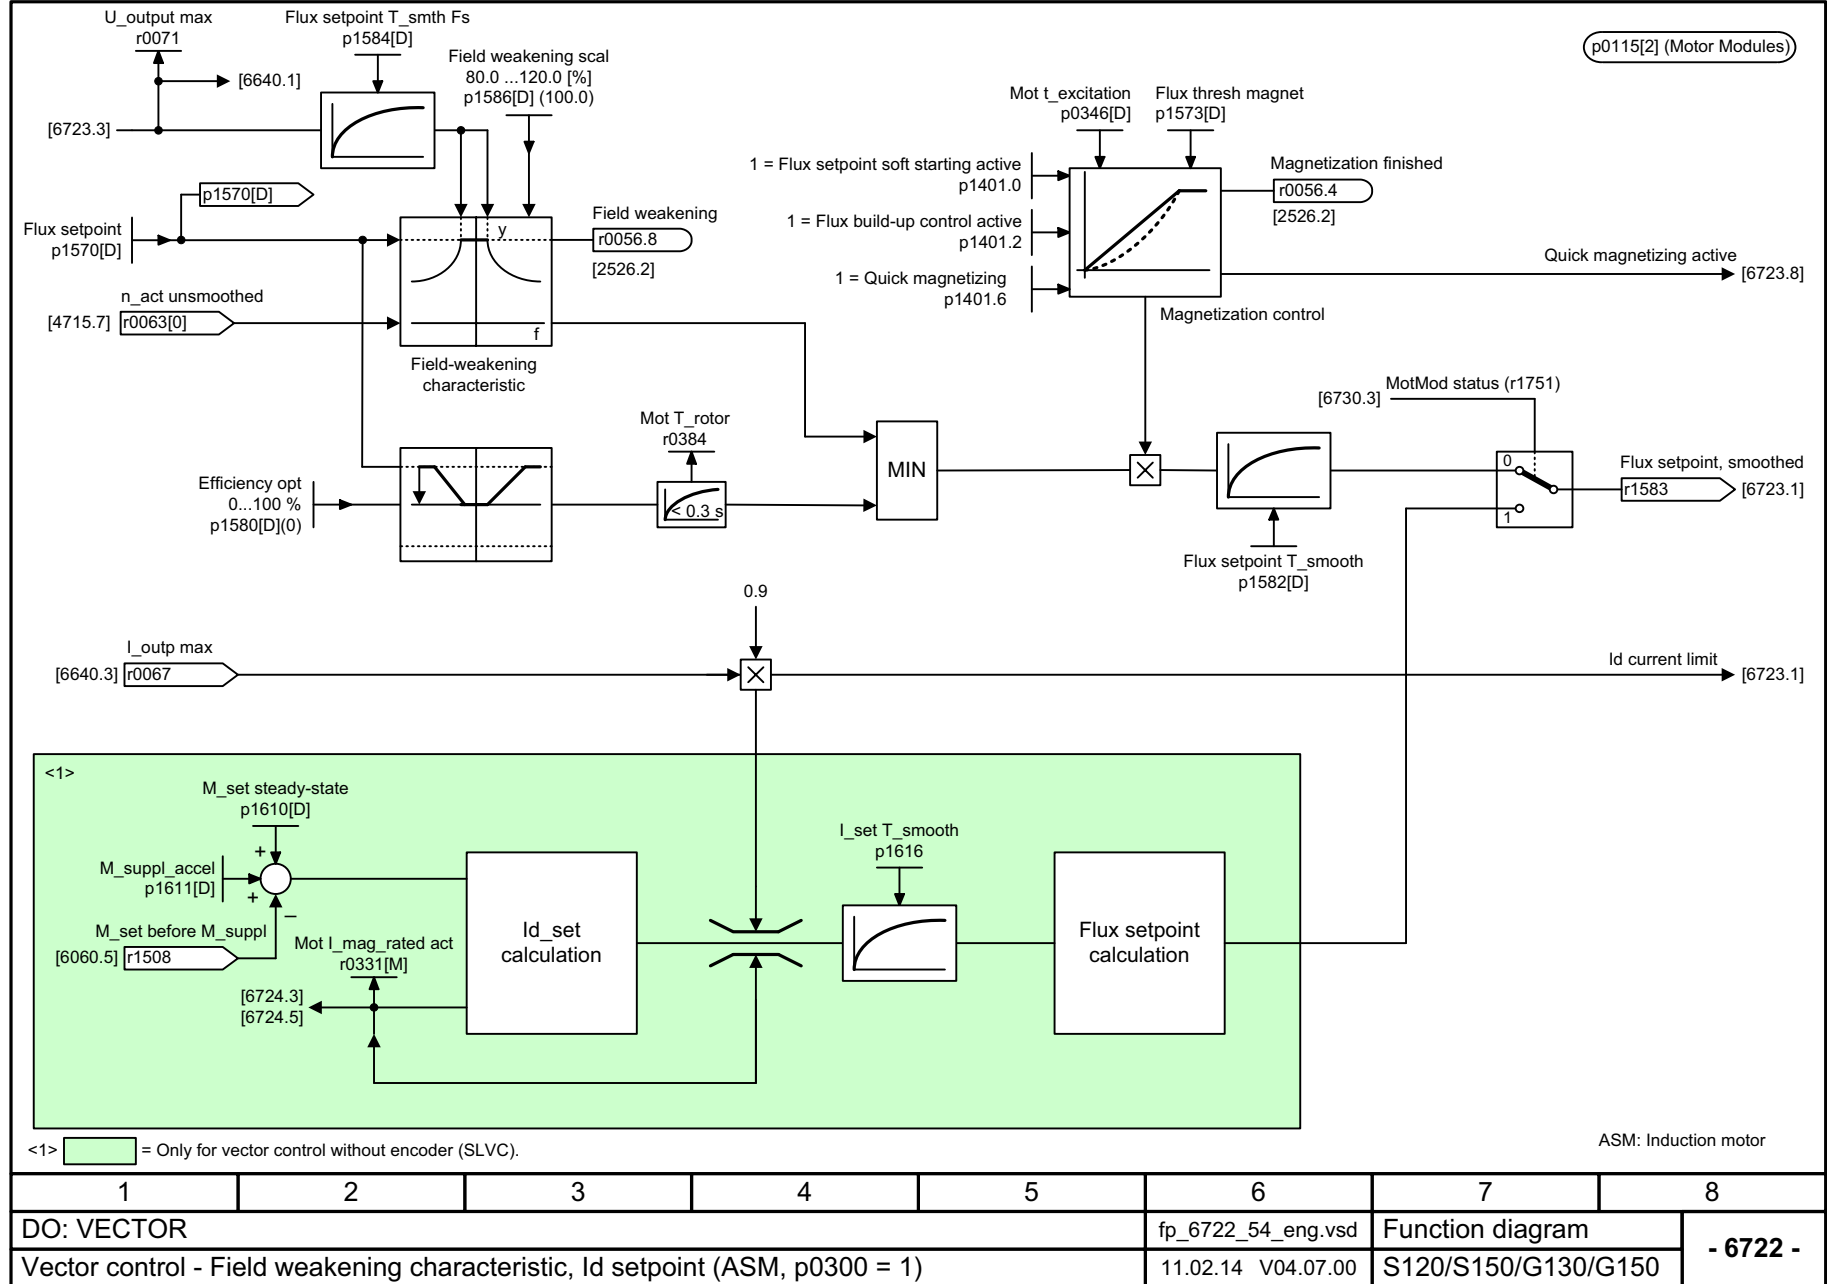 U_output max
r0071
[6640.1]
[6723.3]
Flux setpoint T_smth Fs
p1584[D]
Field weakening scal
80.0 ...120.0 [%]
p1586[D] (100.0)
p0115[2] (Motor Modules)
p1570[D]
Flux setpoint
p1570[D]
n_act unsmoothed
[4715.7]
r0063[0]
y
f
Field-weakening
characteristic
Field weakening
r0056.8
[2526.2]
Mot t_excitation
p0346[D]
Flux thresh magnet
p1573[D]
1 = Flux setpoint soft starting active
p1401.0
1 = Flux build-up control active
p1401.2
1 = Quick magnetizing
p1401.6
Magnetization finished
r0056.4
[2526.2]
Quick magnetizing active
[6723.8]
Magnetization control
Efficiency opt
0...100 %
p1580[D](0)
Mot T_rotor
r0384
< 0.3 s
MIN
Flux setpoint T_smooth
p1582[D]
MotMod status (r1751)
[6730.3]
0
1
Flux setpoint, smoothed
r1583
[6723.1]
0.9
I_outp max
[6640.3]
r0067
Id current limit
[6723.1]
<1>
M_set steady-state
p1610[D]
+
M_suppl_accel
p1611[D]
+
–
M_set before M_suppl
[6060.5]
r1508
Mot I_mag_rated act
r0331[M]
[6724.3]
[6724.5]
Id_set
calculation
I_set T_smooth
p1616
Flux setpoint
calculation
<1>
= Only for vector control without encoder (SLVC).
ASM: Induction motor
1 2 3 4 5 6 7 8
DO: VECTOR
fp_6722_54_eng.vsd
Function diagram
- 6722 -
Vector control - Field weakening characteristic, Id setpoint (ASM, p0300 = 1)
11.02.14 V04.07.00
S120/S150/G130/G150